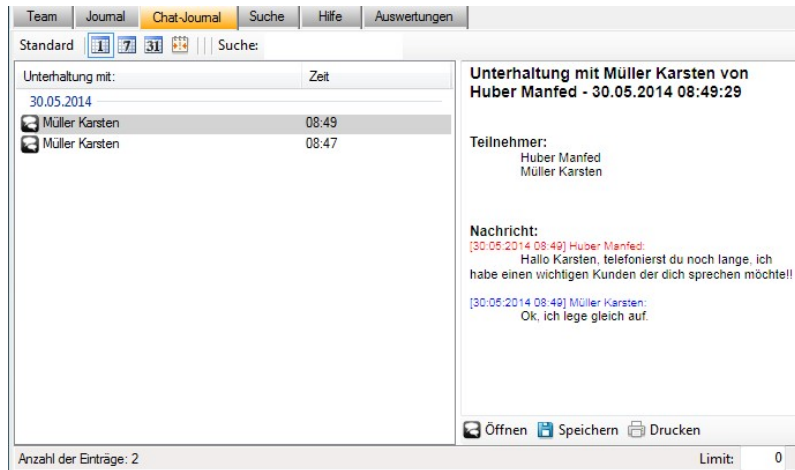 Team Journal Chat-Journal Suche Hilfe Auswertungen
Standard 1 7 31 Suche:
Unterhaltung mit: Zeit
30.05.2014
Müller Karsten 08:49
Müller Karsten 08:47
Unterhaltung mit Müller Karsten von
Huber Manfed - 30.05.2014 08:49:29
Teilnehmer:
Huber Manfed
Müller Karsten
Nachricht:
[30:05:2014 08:49] Huber Manfed:
Hallo Karsten, telefonierst du noch lange, ich
habe einen wichtigen Kunden der dich sprechen möchte!!
[30:05:2014 08:49] Müller Karsten:
Ok, ich lege gleich auf.
Öffnen Speichern Drucken
Anzahl der Einträge: 2 Limit: 0